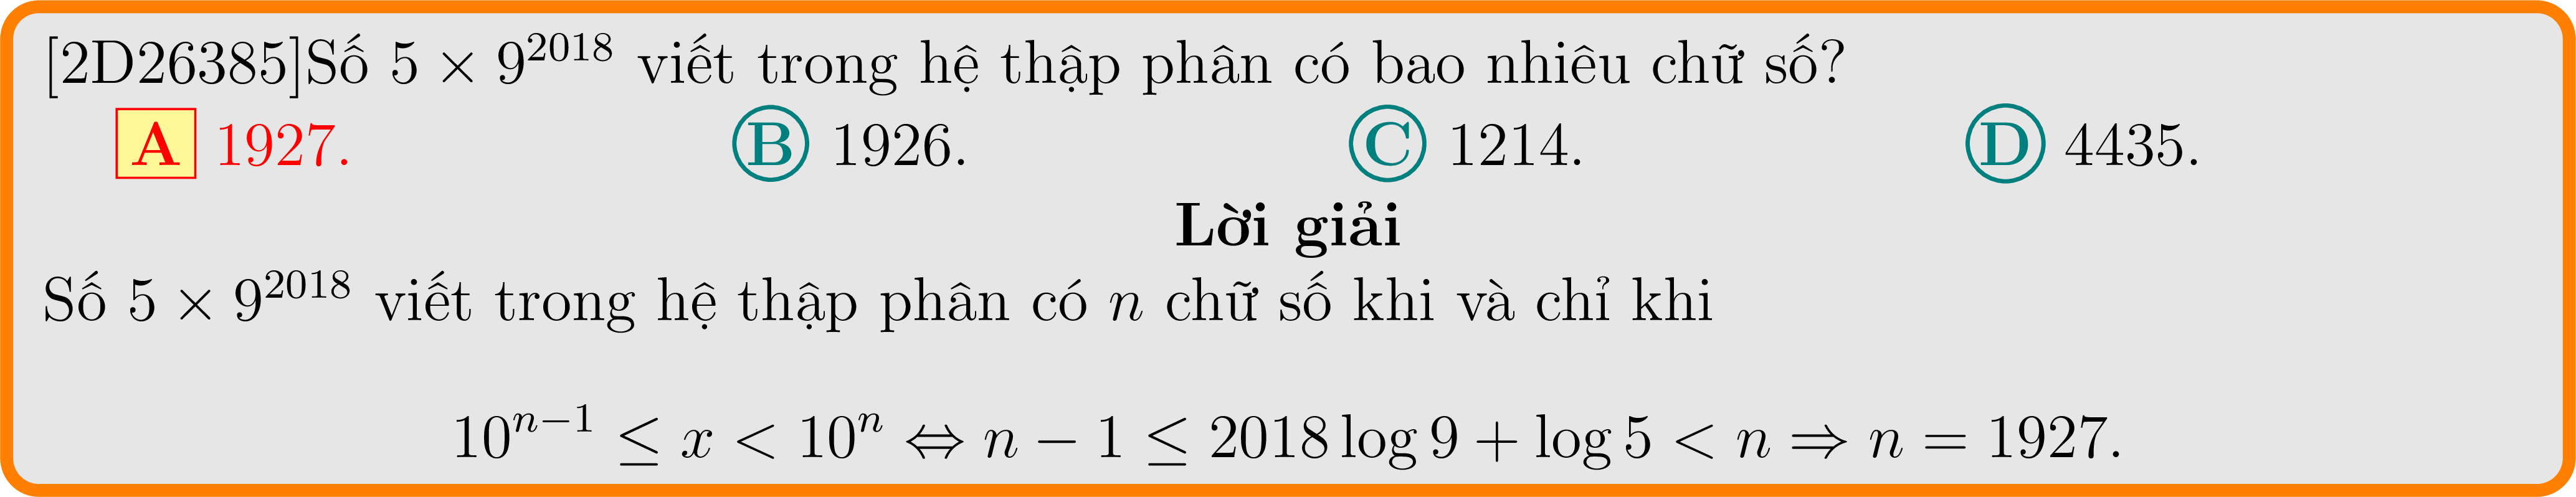 [2D26385]Số 5 × 9^2018 viết trong hệ thập phân có bao nhiêu chữ số?
A 1927. B 1926. C 1214. D 4435.
Lời giải
Số 5 × 9^2018 viết trong hệ thập phân có n chữ số khi và chỉ khi
10^{n−1} ≤ x < 10^n ⇔ n − 1 ≤ 2018 log 9 + log 5 < n ⇒ n = 1927.